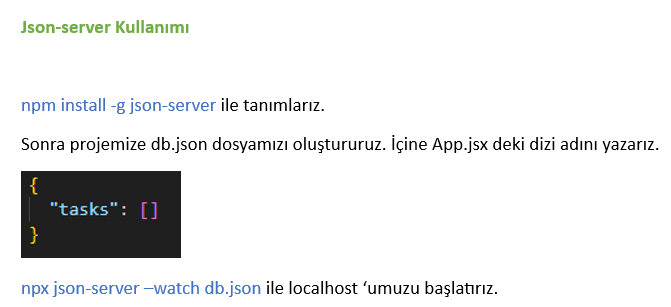 Json-server Kullanımı
npm install -g json-server ile tanımlarız.
Sonra projemize db.json dosyamızı oluştururuz. İçine App.jsx deki dizi adını yazarız.
{
"tasks": []
}
npx json-server –watch db.json ile localhost ‘umuzu başlatırız.